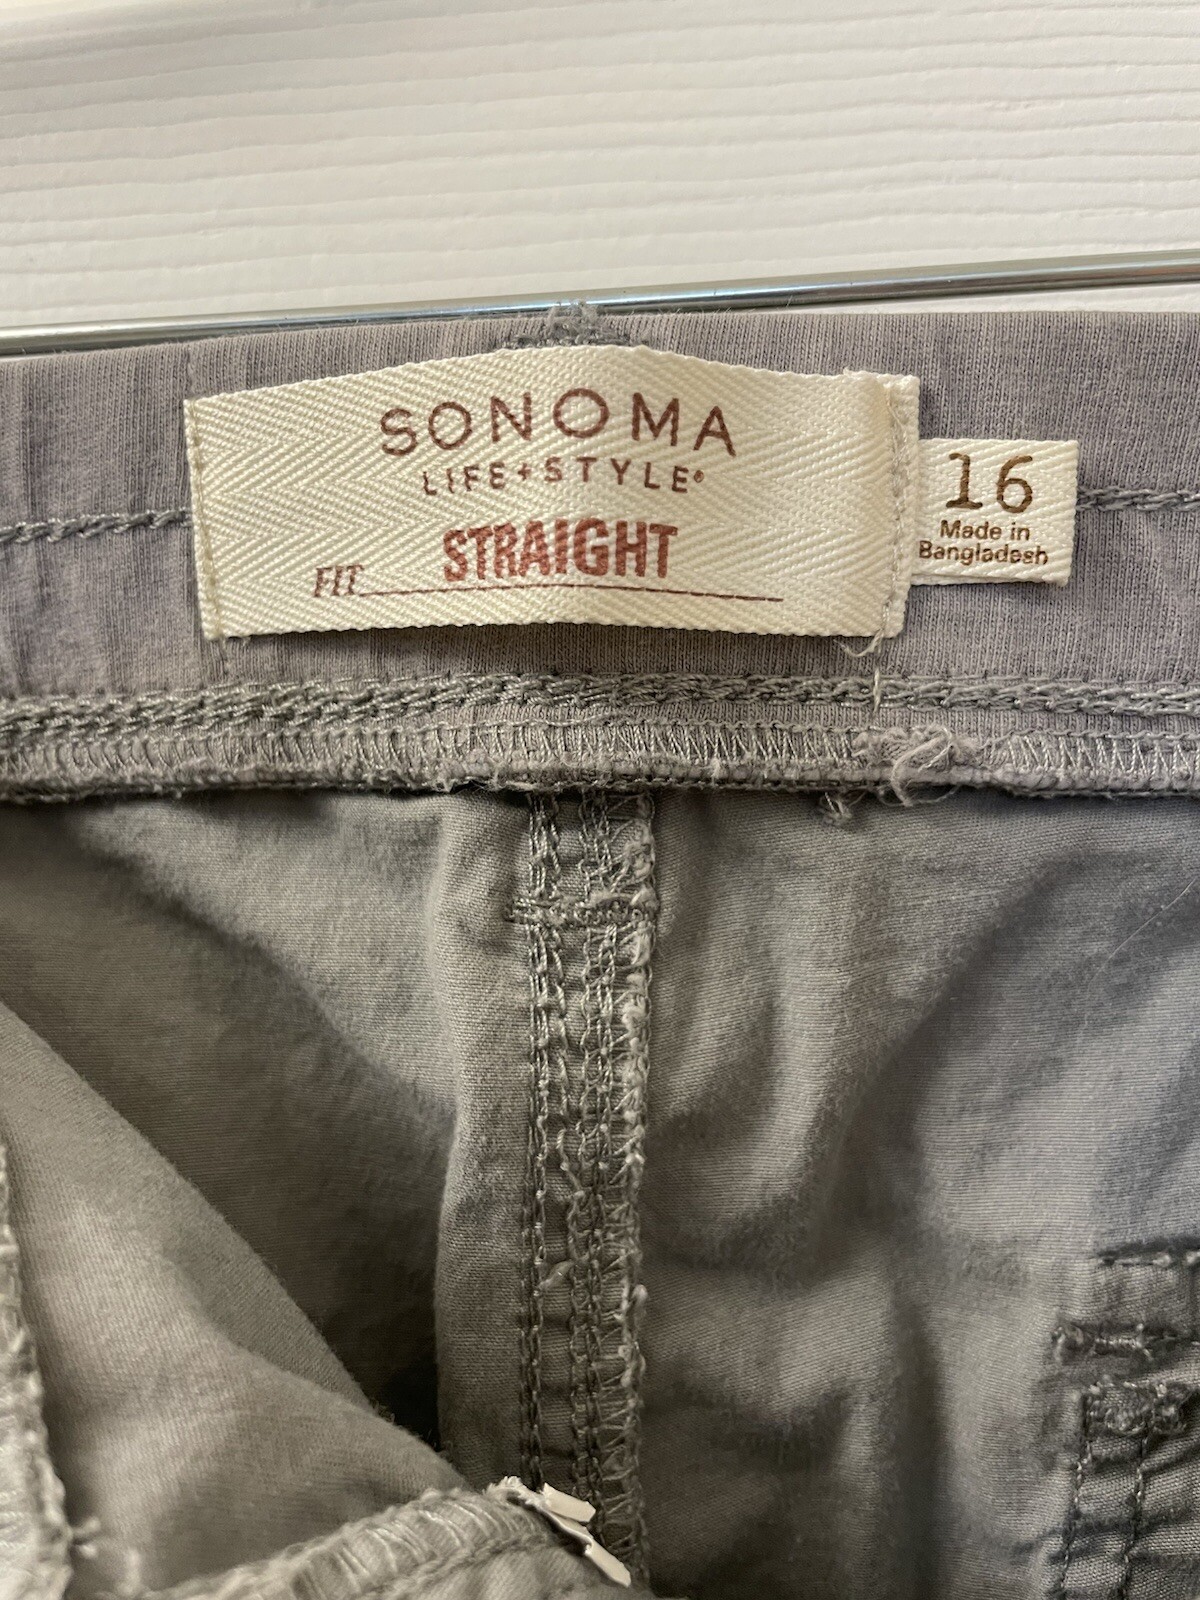 SONOMA
LIFE+STYLE®
FIT STRAIGHT
16
Made in
Bangladesh